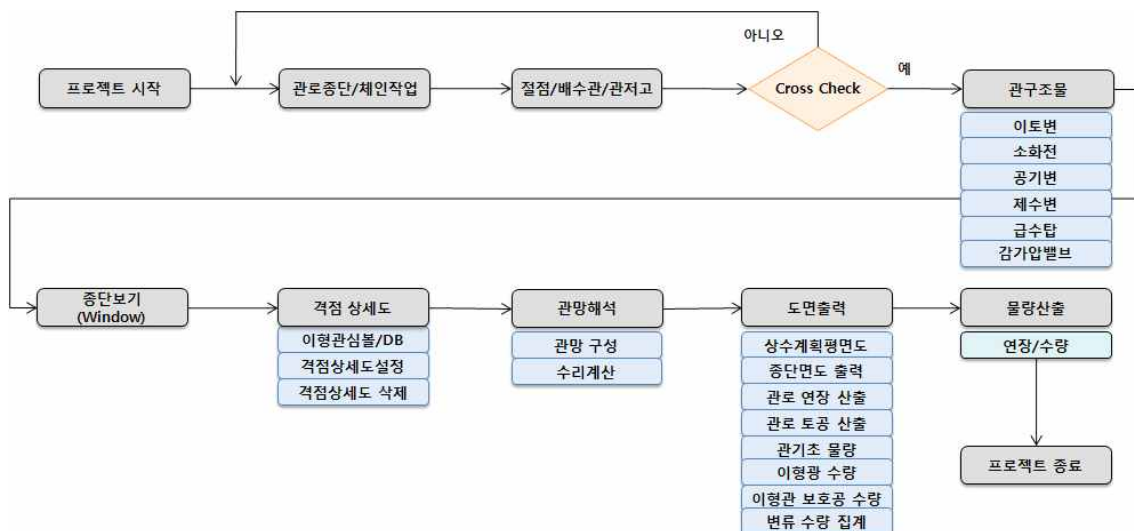 아니오
예
프로젝트 시작
관로종단/체인작업
절점/배수관/관저고
Cross Check
관구조물
이토변
소화전
공기변
제수변
급수탑
감가압밸브
종단보기
(Window)
격점 상세도
이형관심볼/DB
격점상세도설정
격점상세도 삭제
관망해석
관망 구성
수리계산
도면출력
상수계획평면도
종단면도 출력
관로 연장 산출
관로 토공 산출
관기초 물량
이형광 수량
이형관 보호공 수량
변류 수량 집계
물량산출
연장/수량
프로젝트 종료